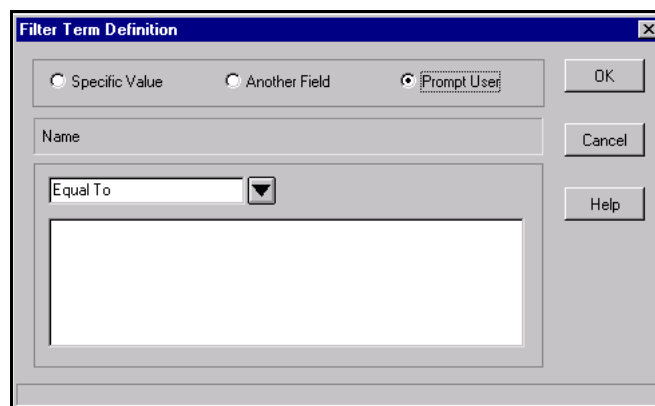 Filter Term Definition
Specific Value
Another Field
Prompt User
OK
Name
Cancel
Equal To
Help